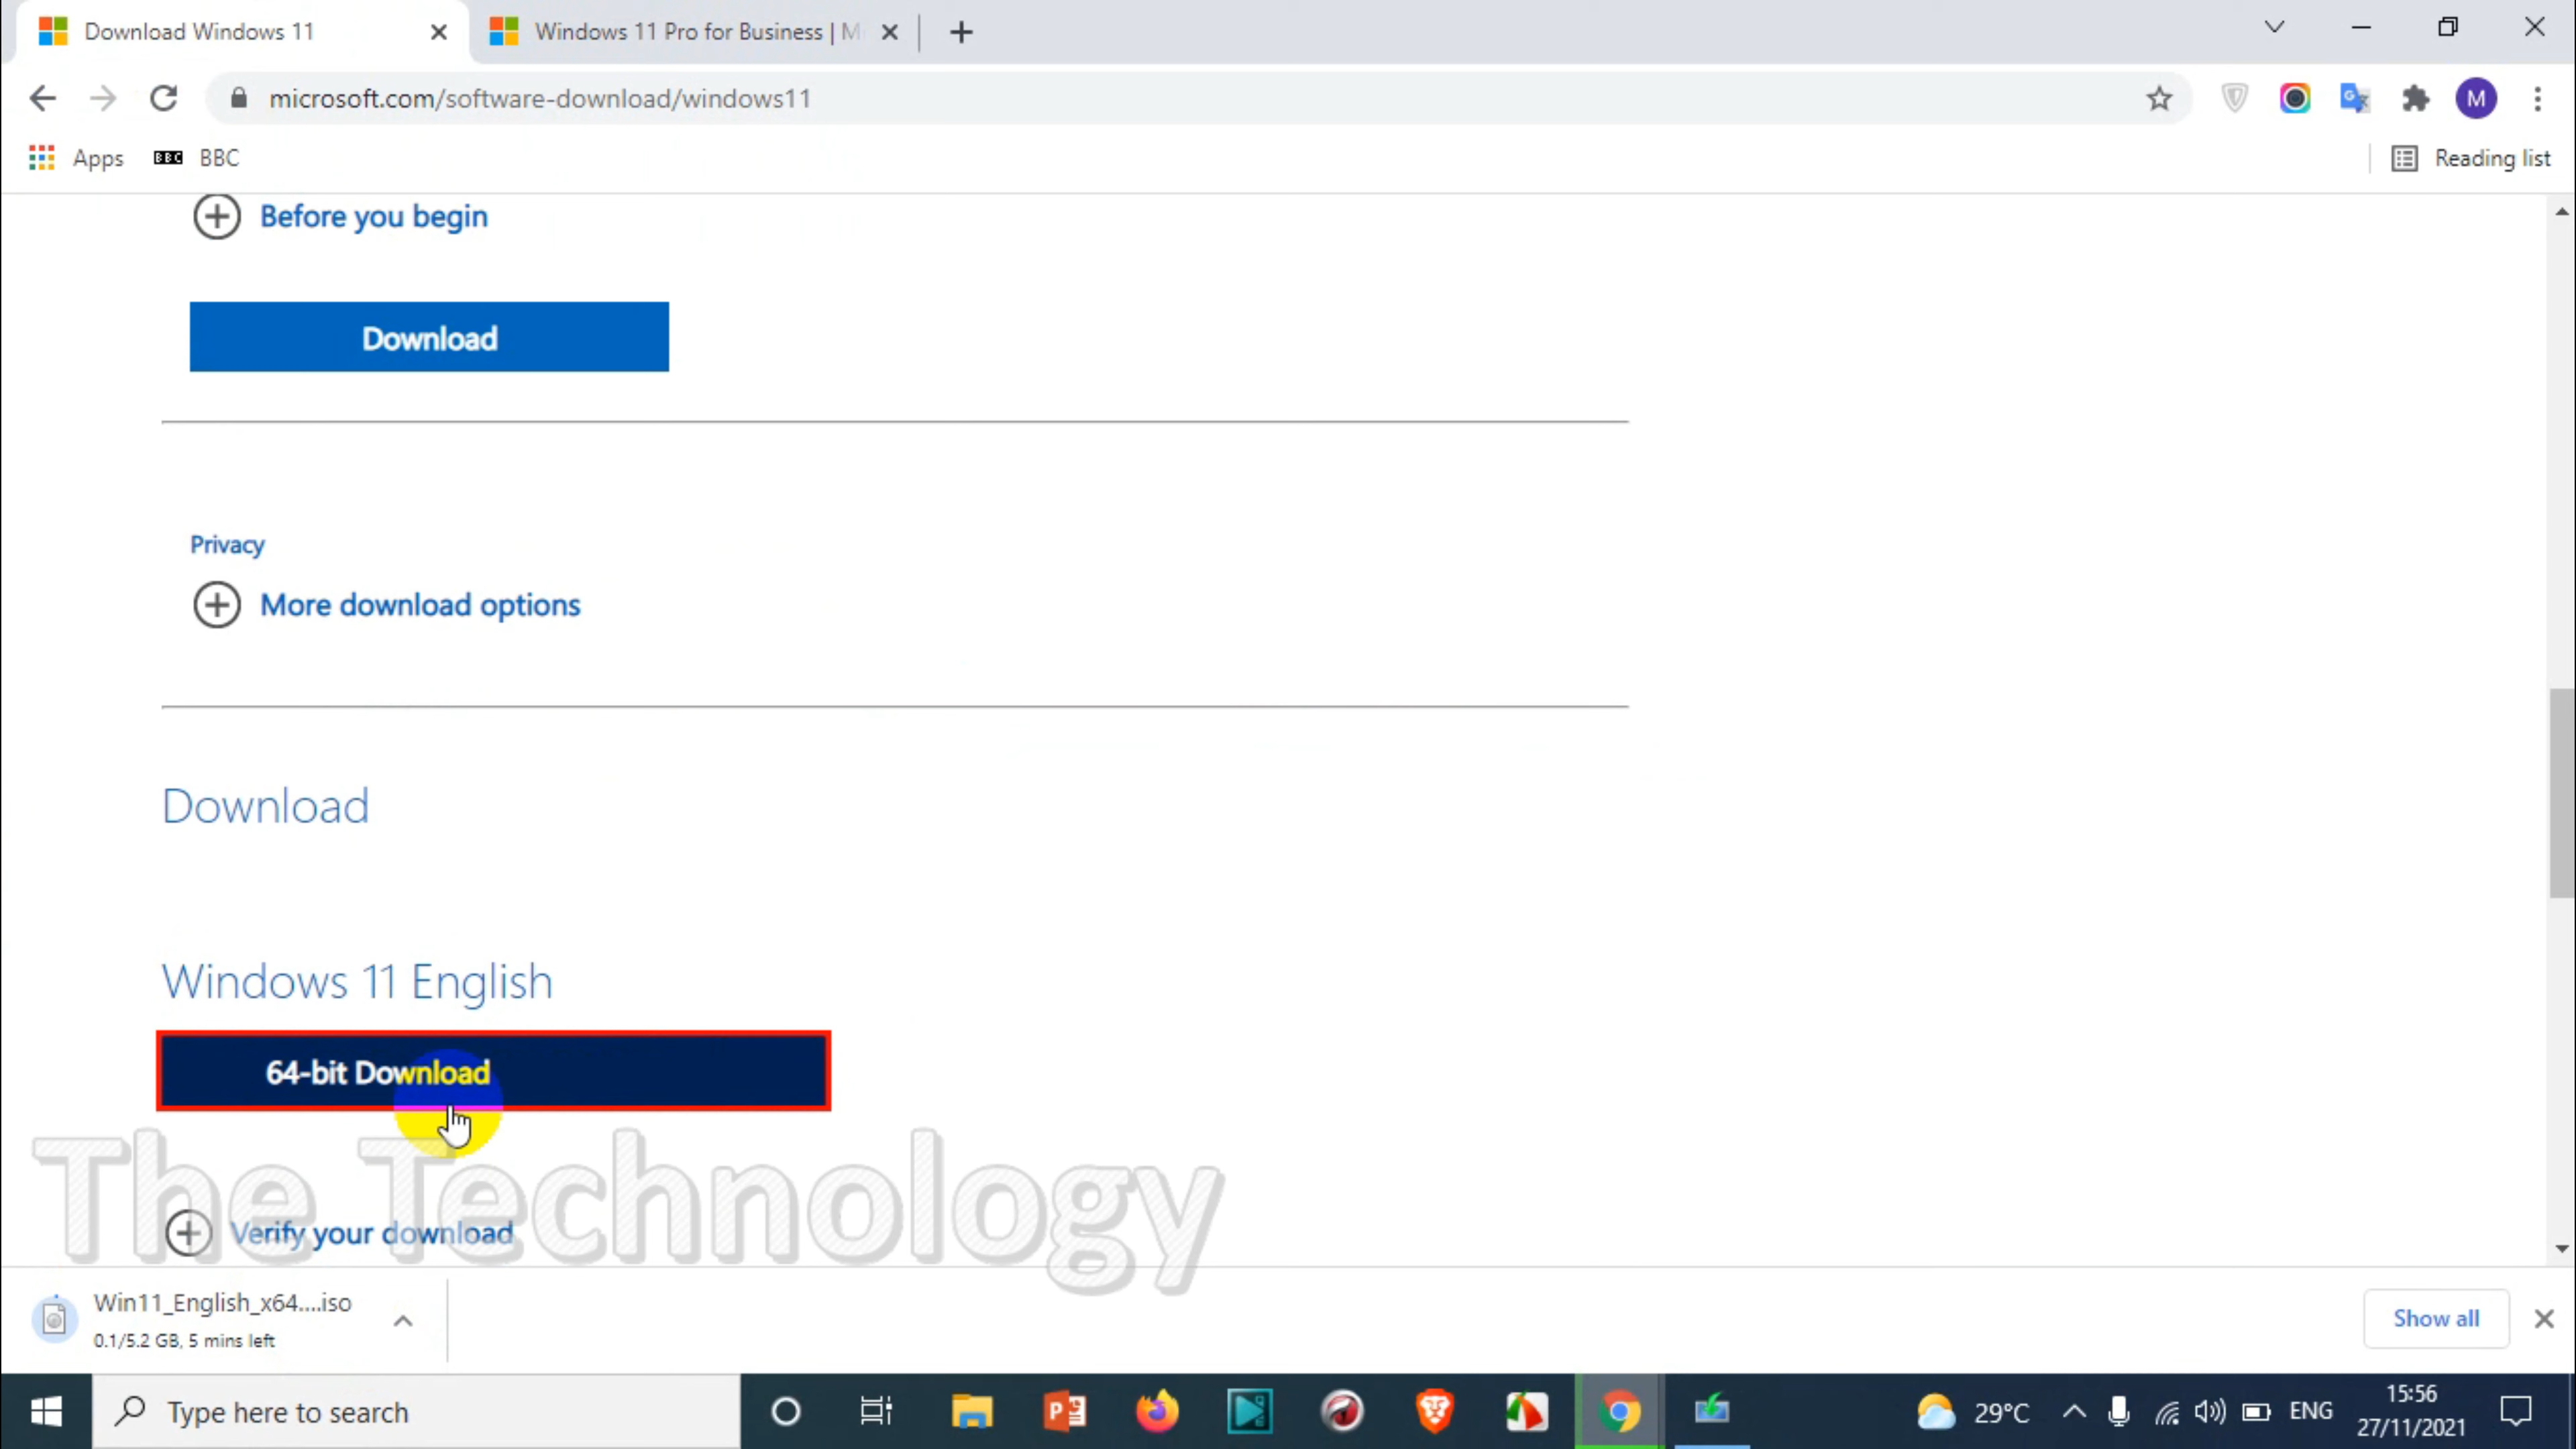 Download Windows 11
Windows 11 Pro for Business | M
microsoft.com/software-download/windows11
M
Apps
BBC BBC
Reading list
Before you begin
Download
Privacy
More download options
Download
Windows 11 English
64-bit Download
The Technology
Verify your download
Win11_English_x64....iso
0.1/5.2 GB, 5 mins left
Show all
Type here to search
29°C
ENG
15:56
27/11/2021